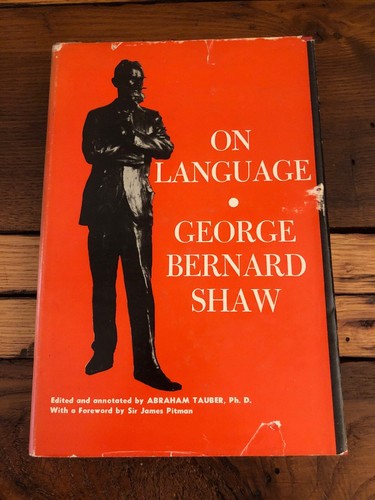 ON
LANGUAGE
•
GEORGE
BERNARD
SHAW
Edited and annotated by ABRAHAM TAUBER, Ph. D.
With a Foreword by Sir James Pitman